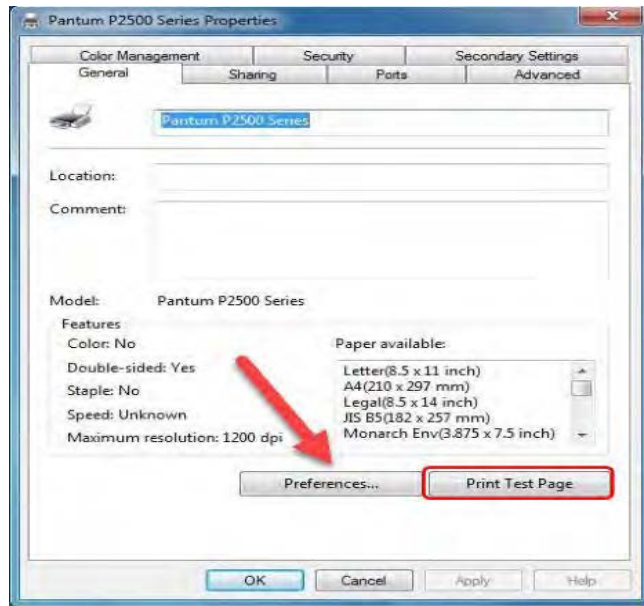 Pantum P2500 Series Properties
Color Management Security Secondary Settings
General Sharing Ports Advanced
Pantum P2500 Series
Location:
Comment:
Model: Pantum P2500 Series
Features
Color: No
Paper available:
Double-sided: Yes
Letter(8.5 x 11 inch)
Staple: No
A4(210 x 297 mm)
Legal(8.5 x 14 inch)
Speed: Unknown
JIS B5(182 x 257 mm)
Maximum resolution: 1200 dpi
Monarch Env(3.875 x 7.5 inch)
Preferences... Print Test Page
OK Cancel Apply Help